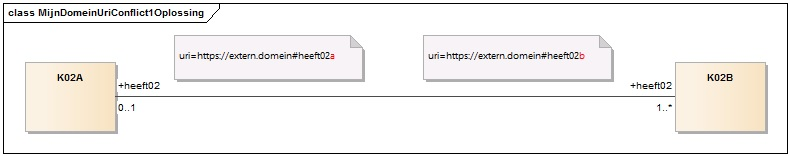 class MijnDomeinUriConflict1Oplossing
uri=https://extern.domein#heeft02a
uri=https://extern.domein#heeft02b
K02A
K02B
+heeft02
+heeft02
0..1
1..*